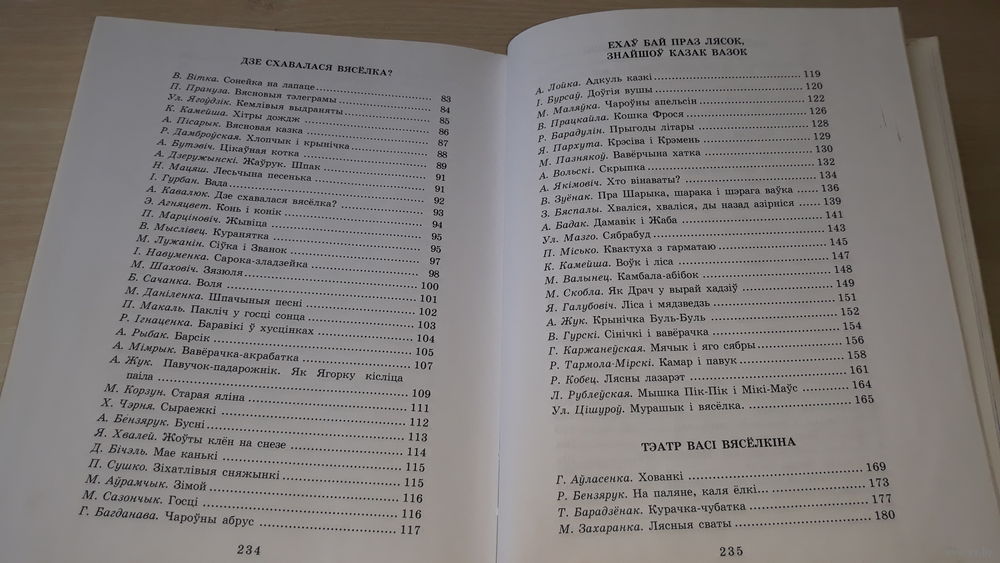 ДЗЕ СХАВАЛАСЯ ВЯСЁЛКА?
В. Вітка. Сонейка на лапаце 83
П. Прануза. Вясновыя тэлеграмы 84
Ул. Ягоўдзік. Кемлівыя выдраняты 85
К. Камейша. Хітры дождж 86
А. Пісарык. Вясновая казка 87
Р. Дамброўская. Хлопчык і крынічка 88
А. Бутэвіч. Цікаўная котка 89
А. Дзеружынскі. Жаўрук. Шпак 91
Н. Мацяш. Лесьчына песенька 91
І. Гурбан. Вада 92
А. Кавалюк. Дзе схавалася вясёлка? 93
Э. Агняцвет. Конь і конік 94
П. Марціновіч. Жывіца 95
В. Мыслівец. Куранятка 95
М. Лужанін. Сіўка і Званок 97
І. Навуменка. Сарока-зладзейка 98
М. Шаховіч. Зязюля 100
Б. Сачанка. Воля 101
М. Даніленка. Шпачыныя песні 102
П. Макаль. Пакліч у госці сонца 103
Р. Ігнаценка. Баравікі ў хусцінках 104
А. Рыбак. Барсік 105
А. Мімрык. Вавёрачка-акрабатка 107
А. Жук. Павучок-падарожнік. Як Ягорку кісліца
паіла 109
М. Корзун. Старая яліна 111
Х. Чэрня. Сыраежкі 112
А. Бензярук. Бусні 113
Я. Хвалей. Жоўты клён на снезе 114
Д. Бічэль. Мае канькі 115
П. Сушко. Зіхатлівыя сняжынкі 115
М. Аўрамчык. Зімой 116
М. Сазончык. Госці 116
Г. Багданава. Чароўны абрус 117
234
ЕХАЎ БАЙ ПРАЗ ЛЯСОК,
ЗНАЙШОЎ КАЗАК ВАЗОК
А. Лойка. Адкуль казкі 119
І. Бурсаў. Доўгія вушы 120
М. Маляўка. Чароўны апельсін 122
В. Працкайла. Кошка Фрося 126
Р. Барадулін. Прыгоды літары 128
Я. Пархута. Крэсіва і Крэмень 129
М. Пазнякоў. Вавёрчына хатка 130
А. Вольскі. Скрыпка 132
А. Якімовіч. Хто вінаваты? 134
В. Зуёнак. Пра Шарыка, шарака і шэрага ваўка 136
З. Бяспалы. Хваліся, хваліся, ды назад азірніся 139
А. Бадак. Дамавік і Жаба 141
Ул. Мазго. Сябрабуд 143
П. Місько. Квактуха з гарматаю 145
К. Камейша. Воўк і ліса 147
М. Валынец. Камбала-абібок 148
М. Скобла. Як Драч у вырай хадзіў 149
Я. Галубовіч. Ліса і мядзведзь 151
А. Жук. Крынічка Буль-Буль 152
В. Гурскі. Сінічкі і вавёрачка 154
Г. Каржанеўская. Мячык і яго сябры 156
Р. Тармола-Мірскі. Камар і павук 158
Р. Кобец. Лясны лазарэт 161
Л. Рублеўская. Мышка Пік-Пік і Мікі-Маўс 164
Ул. Цішуроў. Мурашык і вясёлка. 165
ТЭАТР ВАСІ ВЯСЁЛКІНА
Г. Аўласенка. Хованкі 169
Р. Бензярук. На паляне, каля ёлкі... 173
Т. Барадзёнак. Курачка-чубатка 177
М. Захаранка. Лясныя сваты 180
235